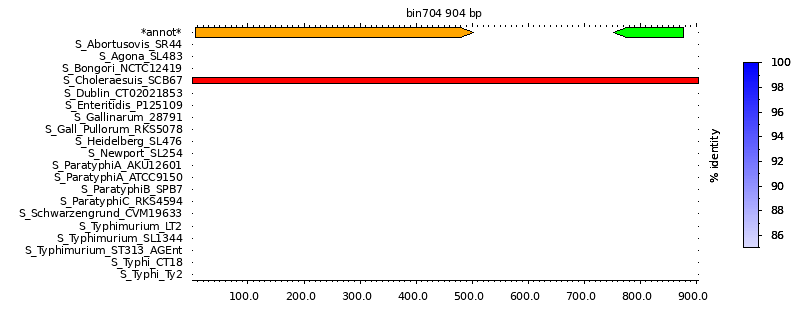 bin704 904 bp
*annot*
S_Abortusovis_SR44
S_Agona_SL483
S_Bongori_NCTC12419
S_Choleraesuis_SCB67
S_Dublin_CT02021853
S_Enteritidis_P125109
S_Gallinarum_28791
S_Gall_Pullorum_RKS5078
S_Heidelberg_SL476
S_Newport_SL254
S_ParatyphiA_AKU12601
S_ParatyphiA_ATCC9150
S_ParatyphiB_SPB7
S_ParatyphiC_RKS4594
S_Schwarzengrund_CVM19633
S_Typhimurium_LT2
S_Typhimurium_SL1344
S_Typhimurium_ST313_AGEnt
S_Typhi_CT18
S_Typhi_Ty2
100.0 200.0 300.0 400.0 500.0 600.0 700.0 800.0 900.0
% identity
100
98
96
94
92
90
88
86